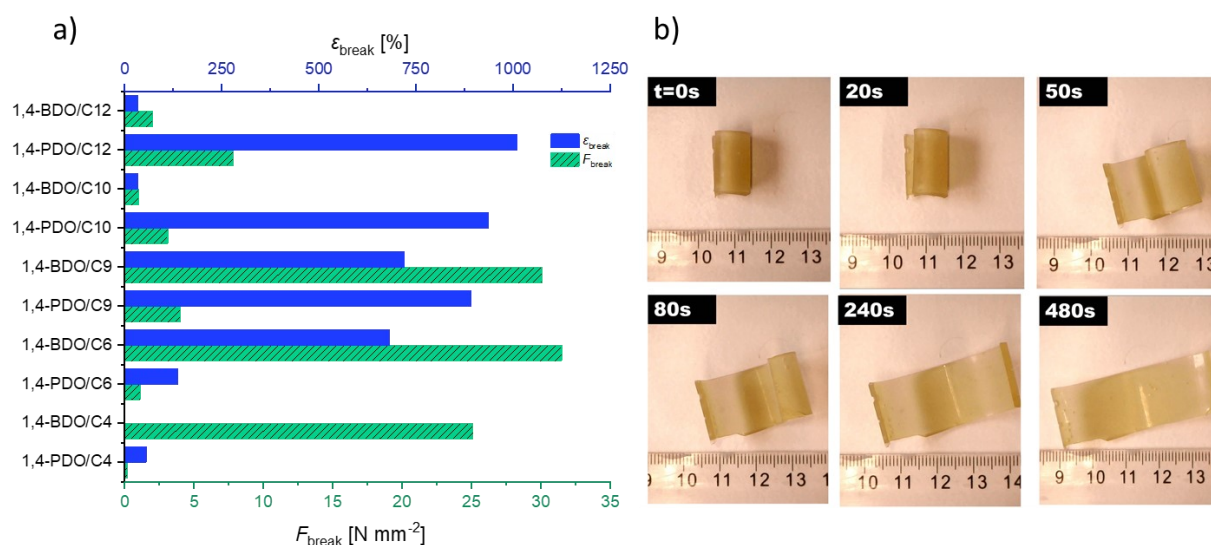 a)
ε_break [%]
0 250 500 750 1000 1250
1,4-BDO/C12
1,4-PDO/C12
1,4-BDO/C10
1,4-PDO/C10
1,4-BDO/C9
1,4-PDO/C9
1,4-BDO/C6
1,4-PDO/C6
1,4-BDO/C4
1,4-PDO/C4
ε_break
F_break
0 5 10 15 20 25 30 35
F_break [N mm⁻²]
b)
t=0s
9 10 11 12 13
20s
9 10 11 12 13
50s
9 10 11 12 13
80s
9 10 11 12 13
240s
9 10 11 12 13 14
480s
9 10 11 12 13